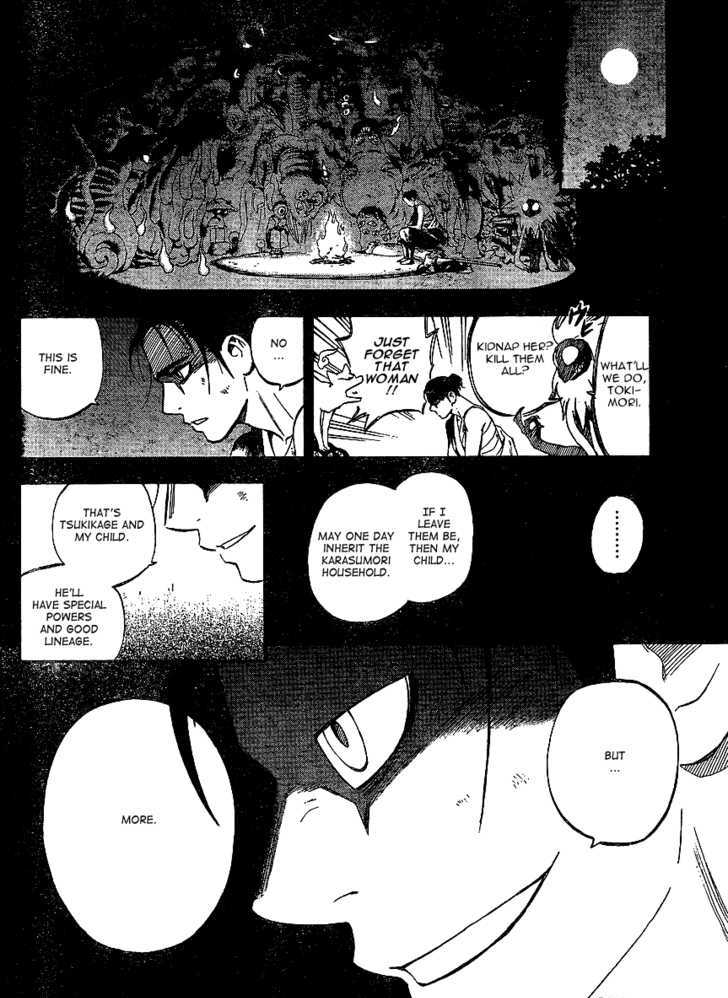 WHAT'LL
WE DO,
TOKI-
MORI.
KIDNAP HER?
KILL THEM
ALL?
JUST
FORGET
THAT
WOMAN
!!
NO
...
THIS IS
FINE.
........
IF I
LEAVE
THEM BE,
THEN MY
CHILD...
MAY ONE DAY
INHERIT THE
KARASUMORI
HOUSEHOLD.
THAT'S
TSUKIKAGE AND
MY CHILD.
HE'LL
HAVE SPECIAL
POWERS
AND GOOD
LINEAGE.
BUT
...
MORE.